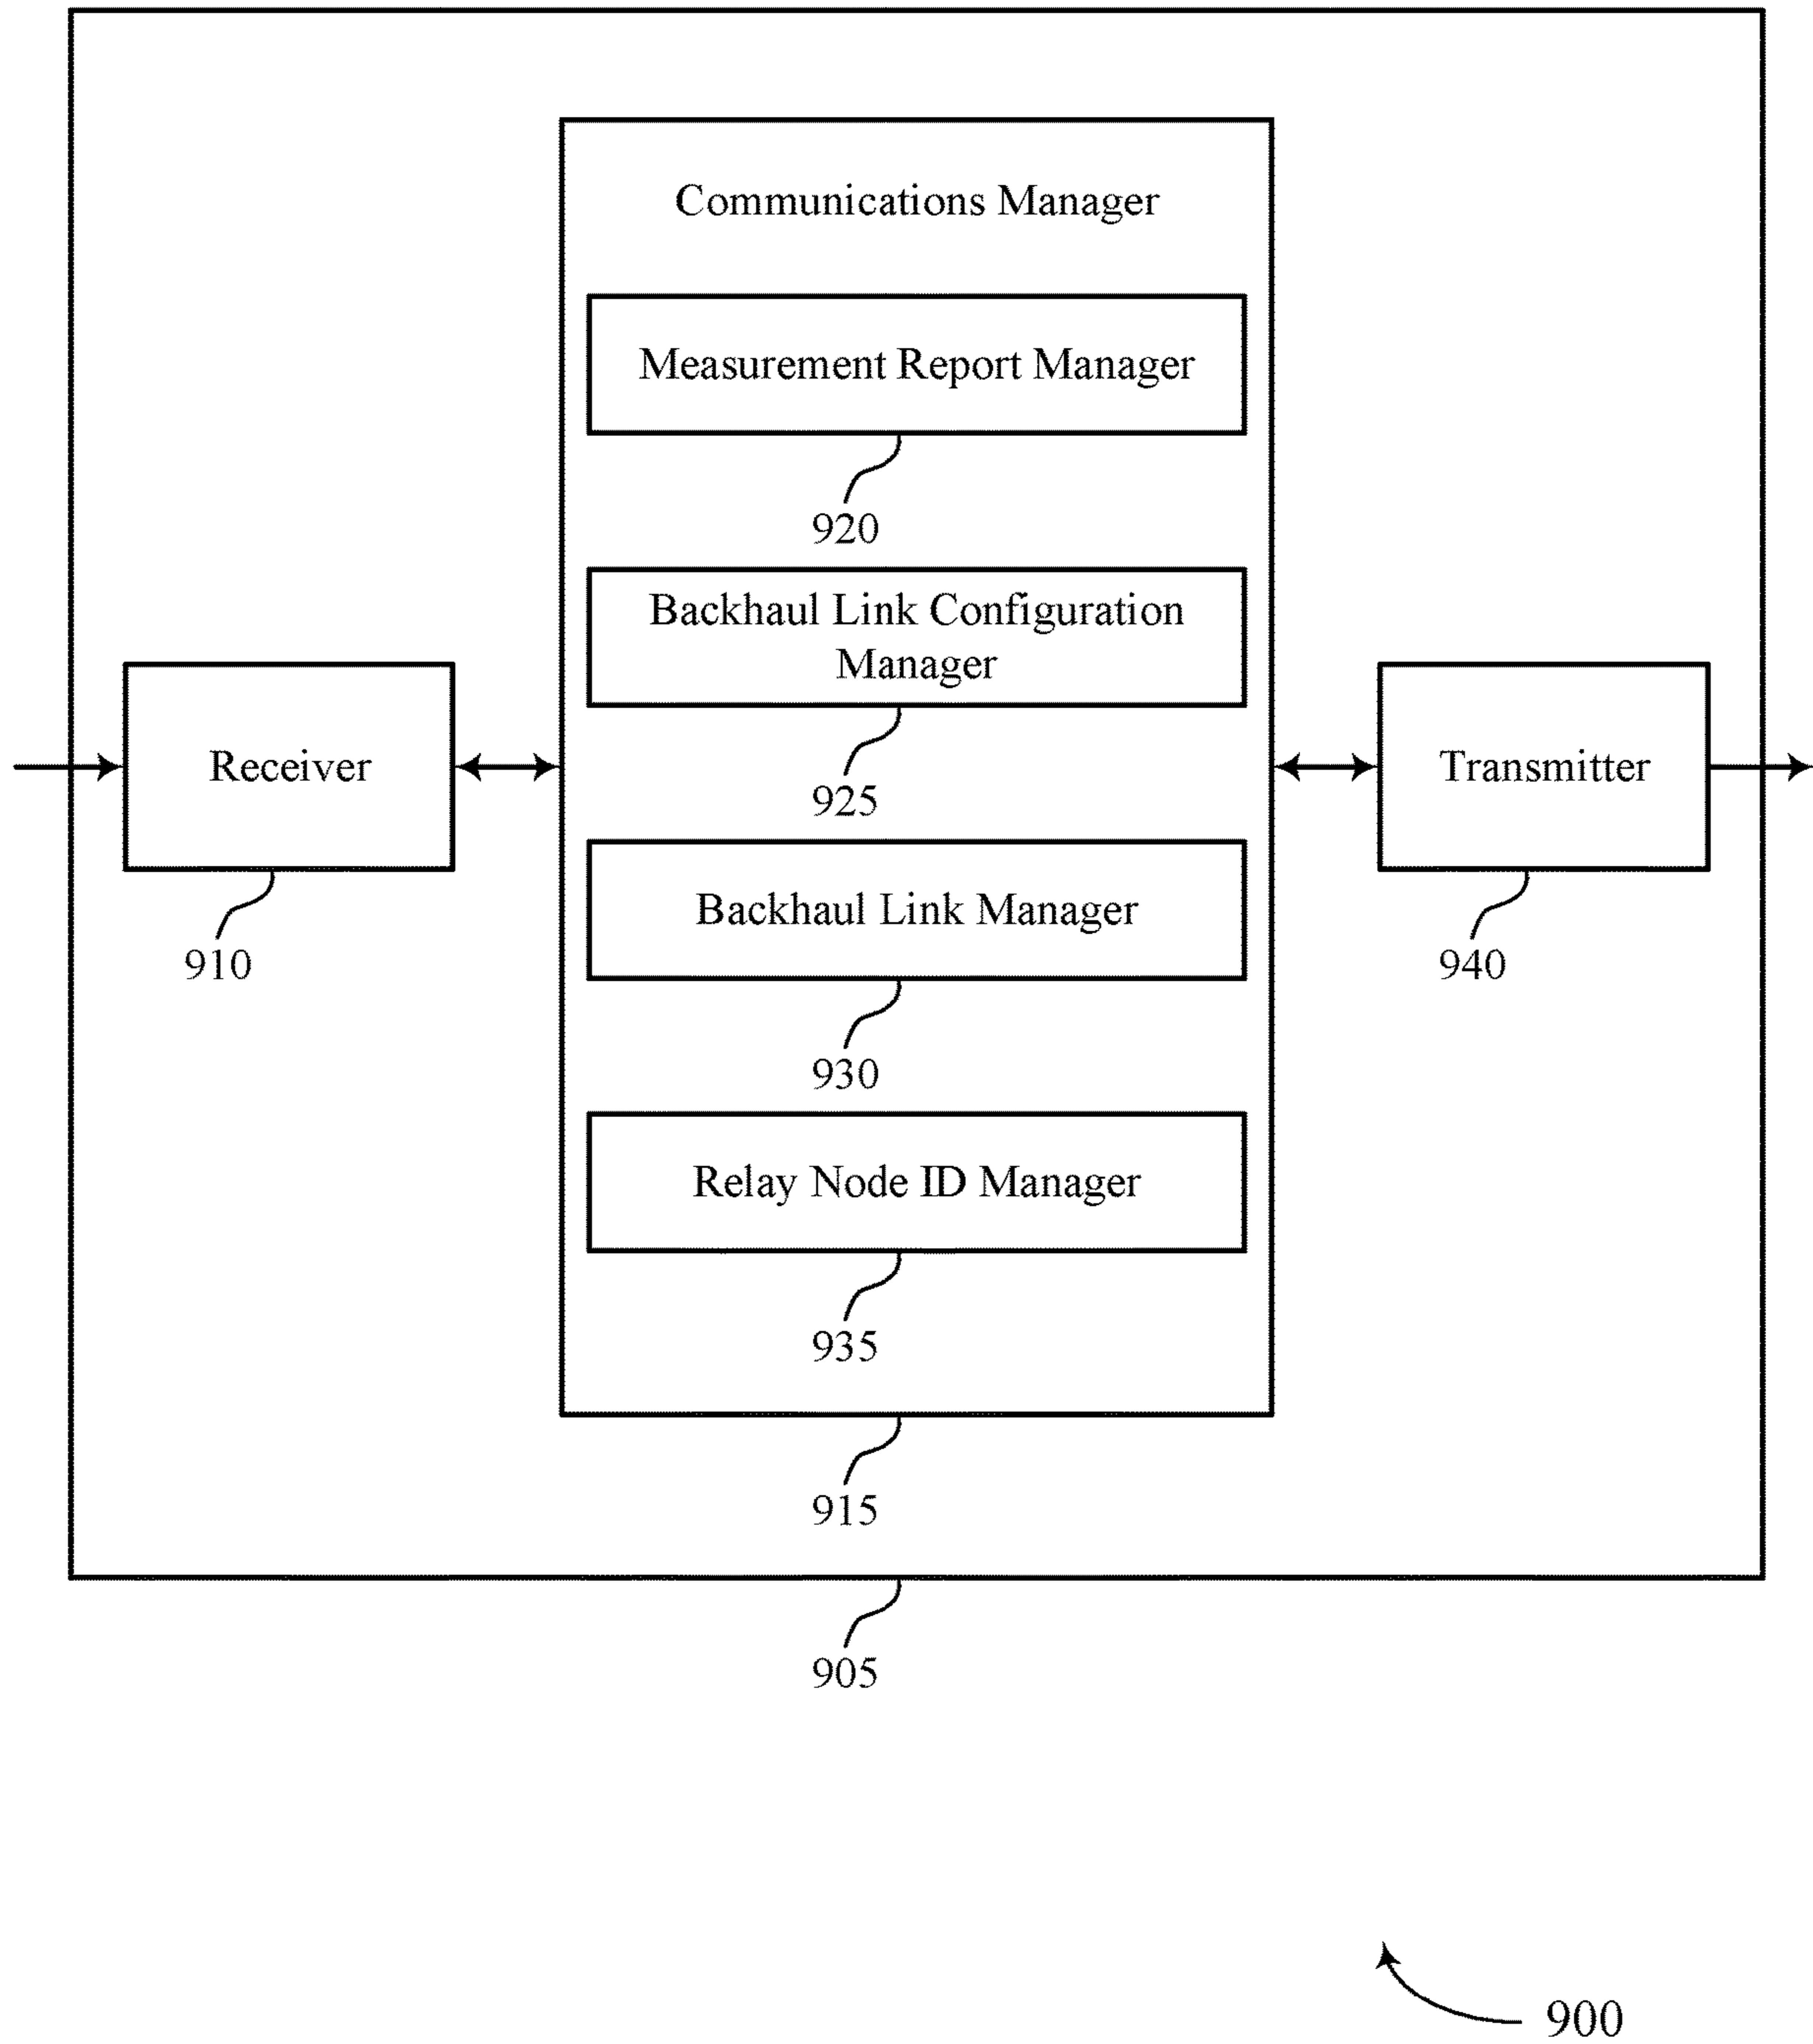 Communications Manager
Measurement Report Manager
920
Backhaul Link Configuration
Manager
925
Receiver
910
Transmitter
940
Backhaul Link Manager
930
Relay Node ID Manager
935
915
905
900